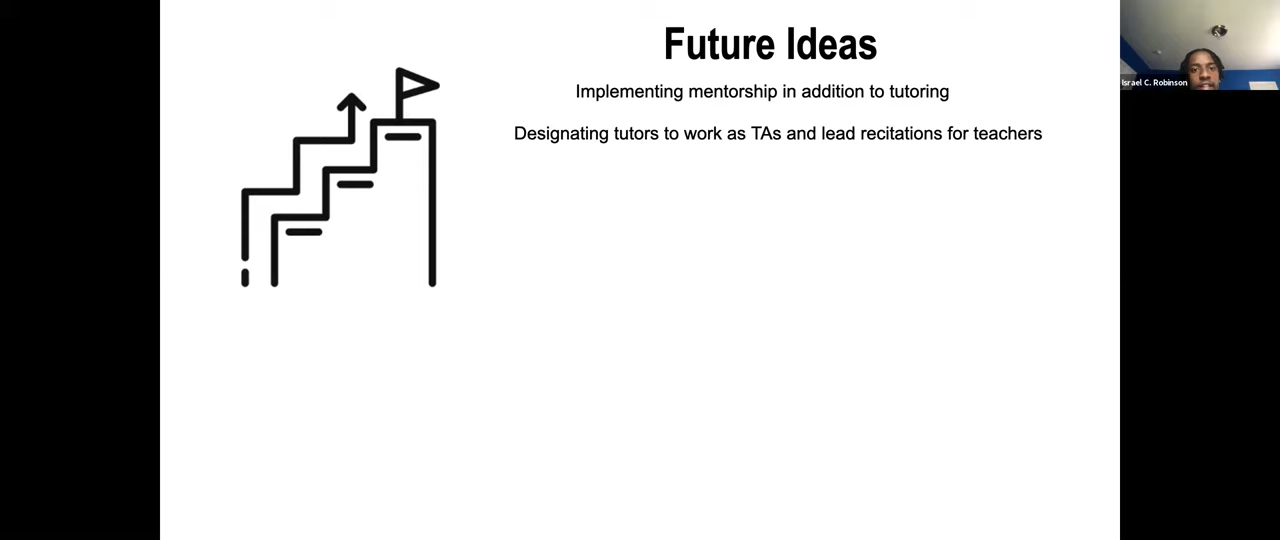 Future Ideas
Implementing mentorship in addition to tutoring
Designating tutors to work as TAs and lead recitations for teachers
Israel C. Robinson